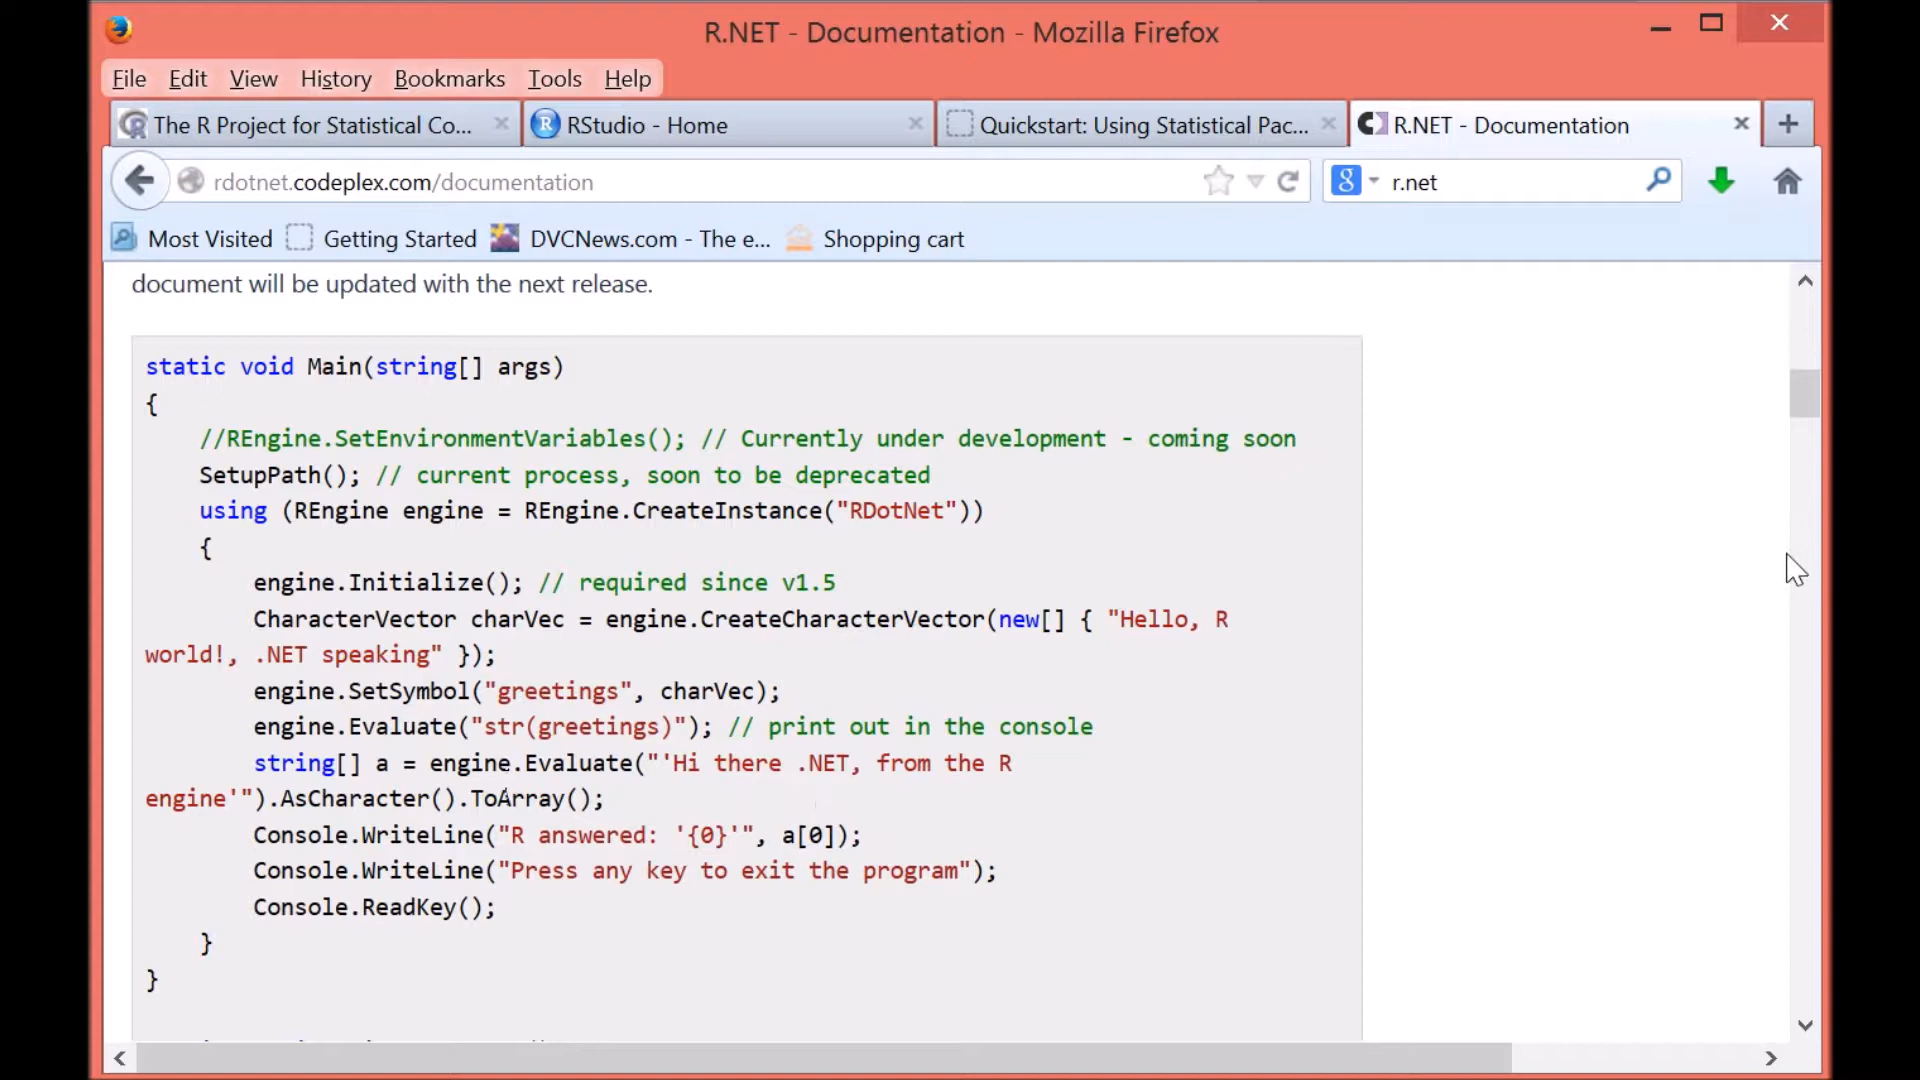 R.NET - Documentation - Mozilla Firefox
File Edit View History Bookmarks Tools Help
The R Project for Statistical Co... RStudio - Home Quickstart: Using Statistical Pac... R.NET - Documentation
rdotnet.codeplex.com/documentation r.net
Most Visited Getting Started DVCNews.com - The e... Shopping cart
document will be updated with the next release.
static void Main(string[] args)
{
//REngine.SetEnvironmentVariables(); // Currently under development - coming soon
SetupPath(); // current process, soon to be deprecated
using (REngine engine = REngine.CreateInstance("RDotNet"))
{
engine.Initialize(); // required since v1.5
CharacterVector charVec = engine.CreateCharacterVector(new[] { "Hello, R
world!, .NET speaking" });
engine.SetSymbol("greetings", charVec);
engine.Evaluate("str(greetings)"); // print out in the console
string[] a = engine.Evaluate("'Hi there .NET, from the R
engine'").AsCharacter().ToArray();
Console.WriteLine("R answered: '{0}'", a[0]);
Console.WriteLine("Press any key to exit the program");
Console.ReadKey();
}
}